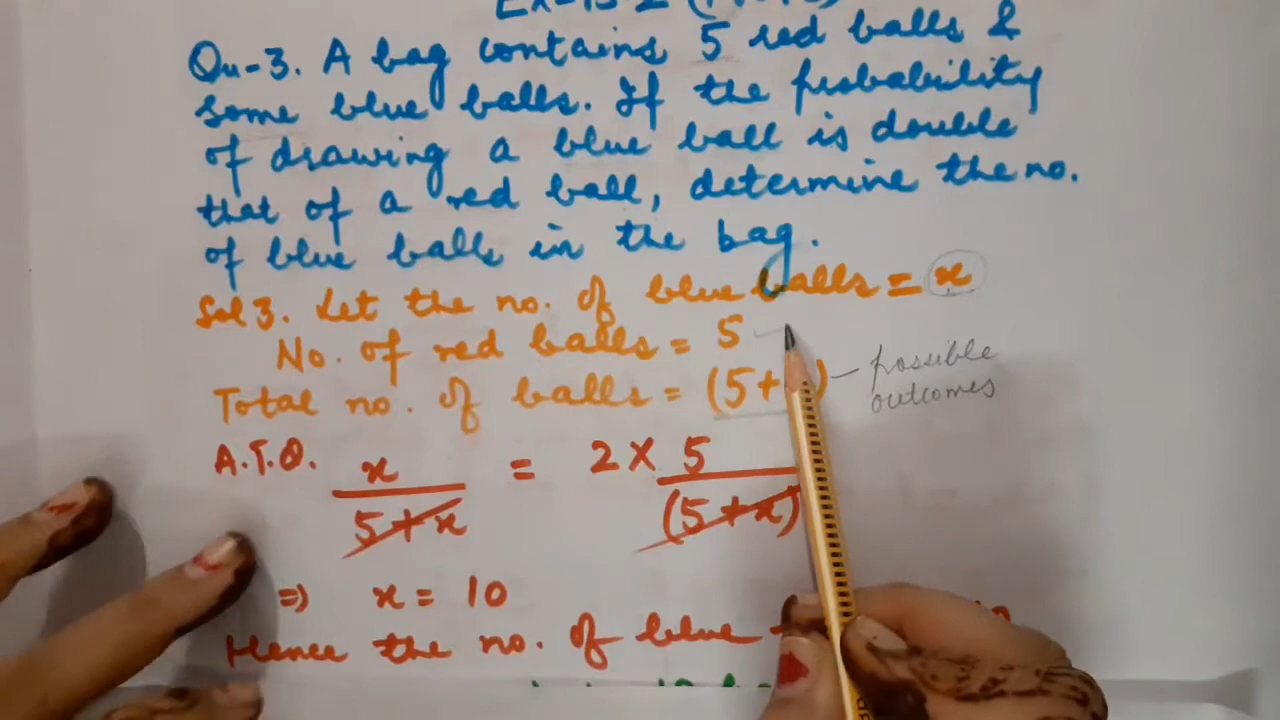 Qu-3. A bag contains 5 red balls &
some blue balls. If the probability
of drawing a blue ball is double
that of a red ball, determine the no.
of blue balls in the bag.
Sol 3. Let the no. of blue balls = x
No. of red balls = 5
Total no. of balls = (5+ ) – possible
outcomes
A.T.Q. x/5+x = 2 × 5/(5+x)
⇒ x = 10
Hence the no. of blue